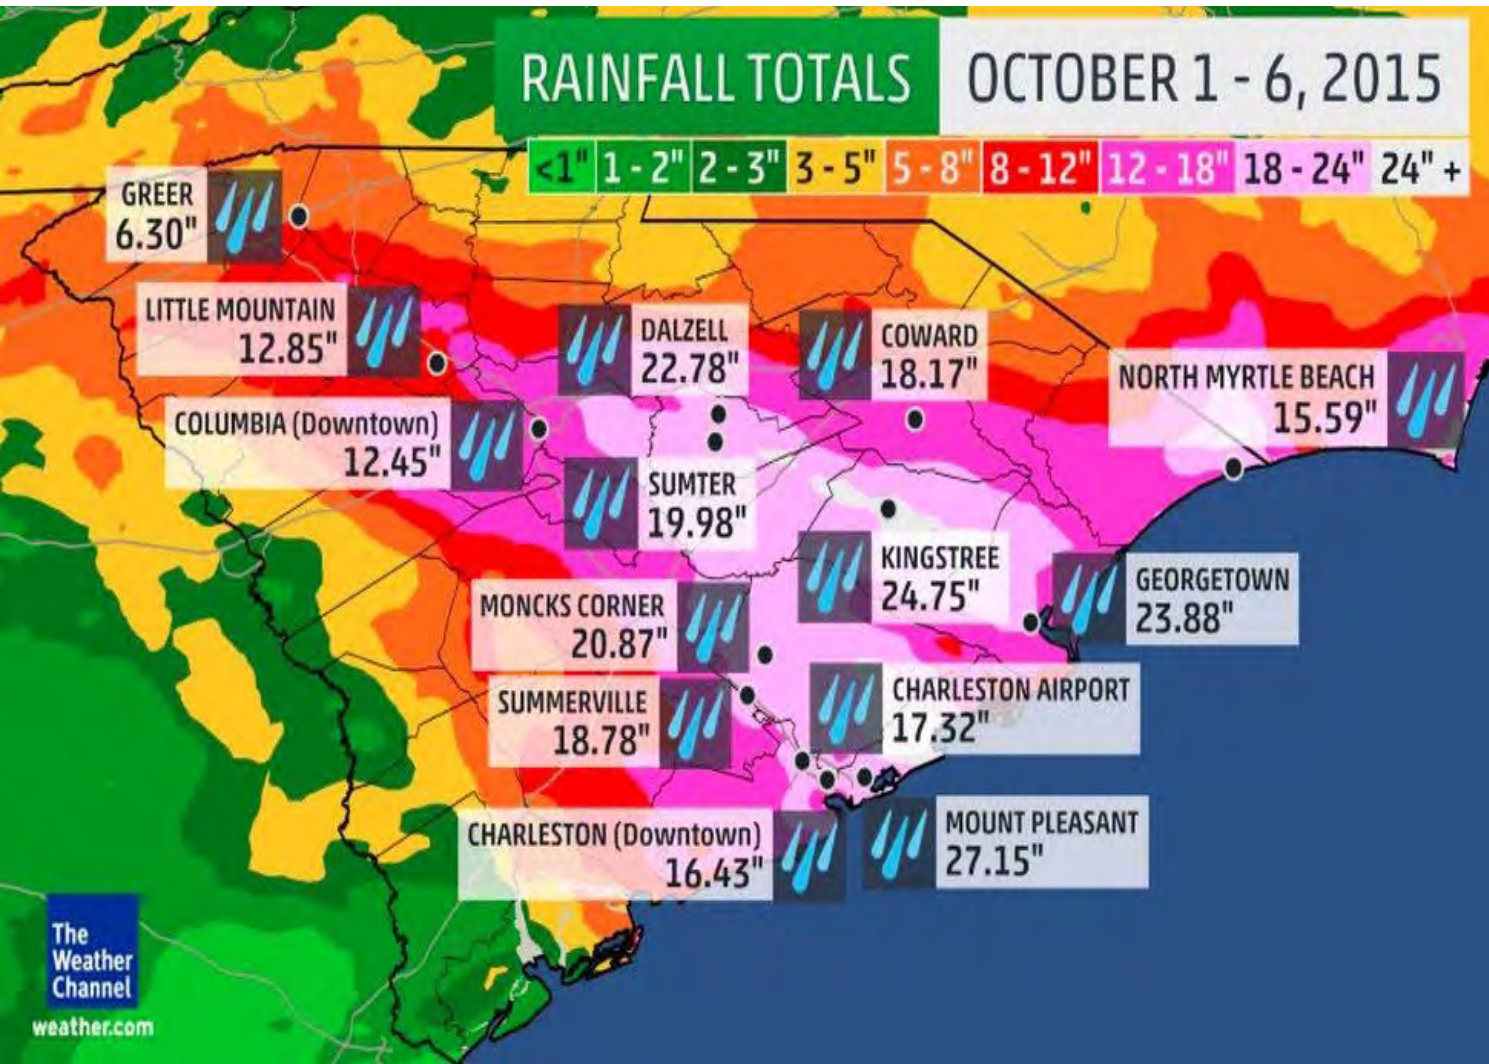 RAINFALL TOTALS
OCTOBER 1 - 6, 2015
<1" 1 - 2" 2 - 3" 3 - 5" 5 - 8" 8 - 12" 12 - 18" 18 - 24" 24" +
GREER
6.30"
LITTLE MOUNTAIN
12.85"
DALZELL
22.78"
COWARD
18.17"
NORTH MYRTLE BEACH
15.59"
COLUMBIA (Downtown)
12.45"
SUMTER
19.98"
KINGSTREE
24.75"
GEORGETOWN
23.88"
MONCKS CORNER
20.87"
SUMMERVILLE
18.78"
CHARLESTON AIRPORT
17.32"
CHARLESTON (Downtown)
16.43"
MOUNT PLEASANT
27.15"
The
Weather
Channel
weather.com